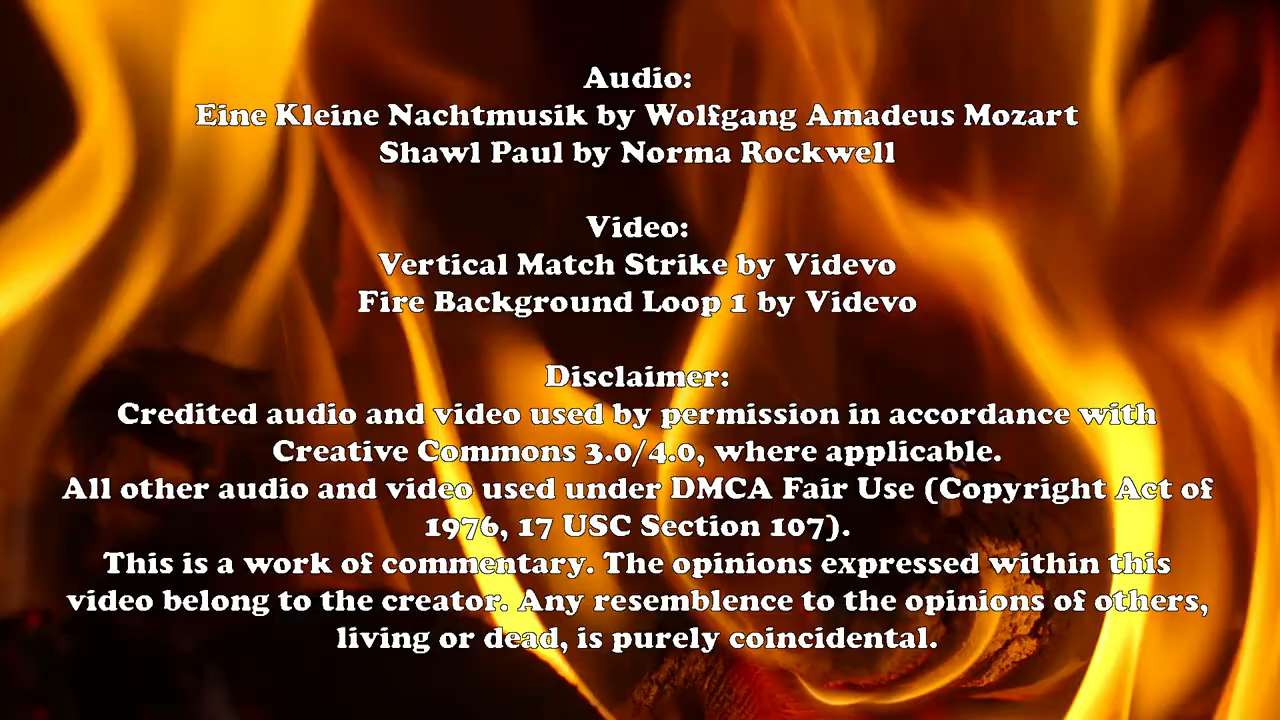 Audio:
Eine Kleine Nachtmusik by Wolfgang Amadeus Mozart
Shawl Paul by Norma Rockwell
Video:
Vertical Match Strike by Videvo
Fire Background Loop 1 by Videvo
Disclaimer:
Credited audio and video used by permission in accordance with
Creative Commons 3.0/4.0, where applicable.
All other audio and video used under DMCA Fair Use (Copyright Act of
1976, 17 USC Section 107).
This is a work of commentary. The opinions expressed within this
video belong to the creator. Any resemblence to the opinions of others,
living or dead, is purely coincidental.